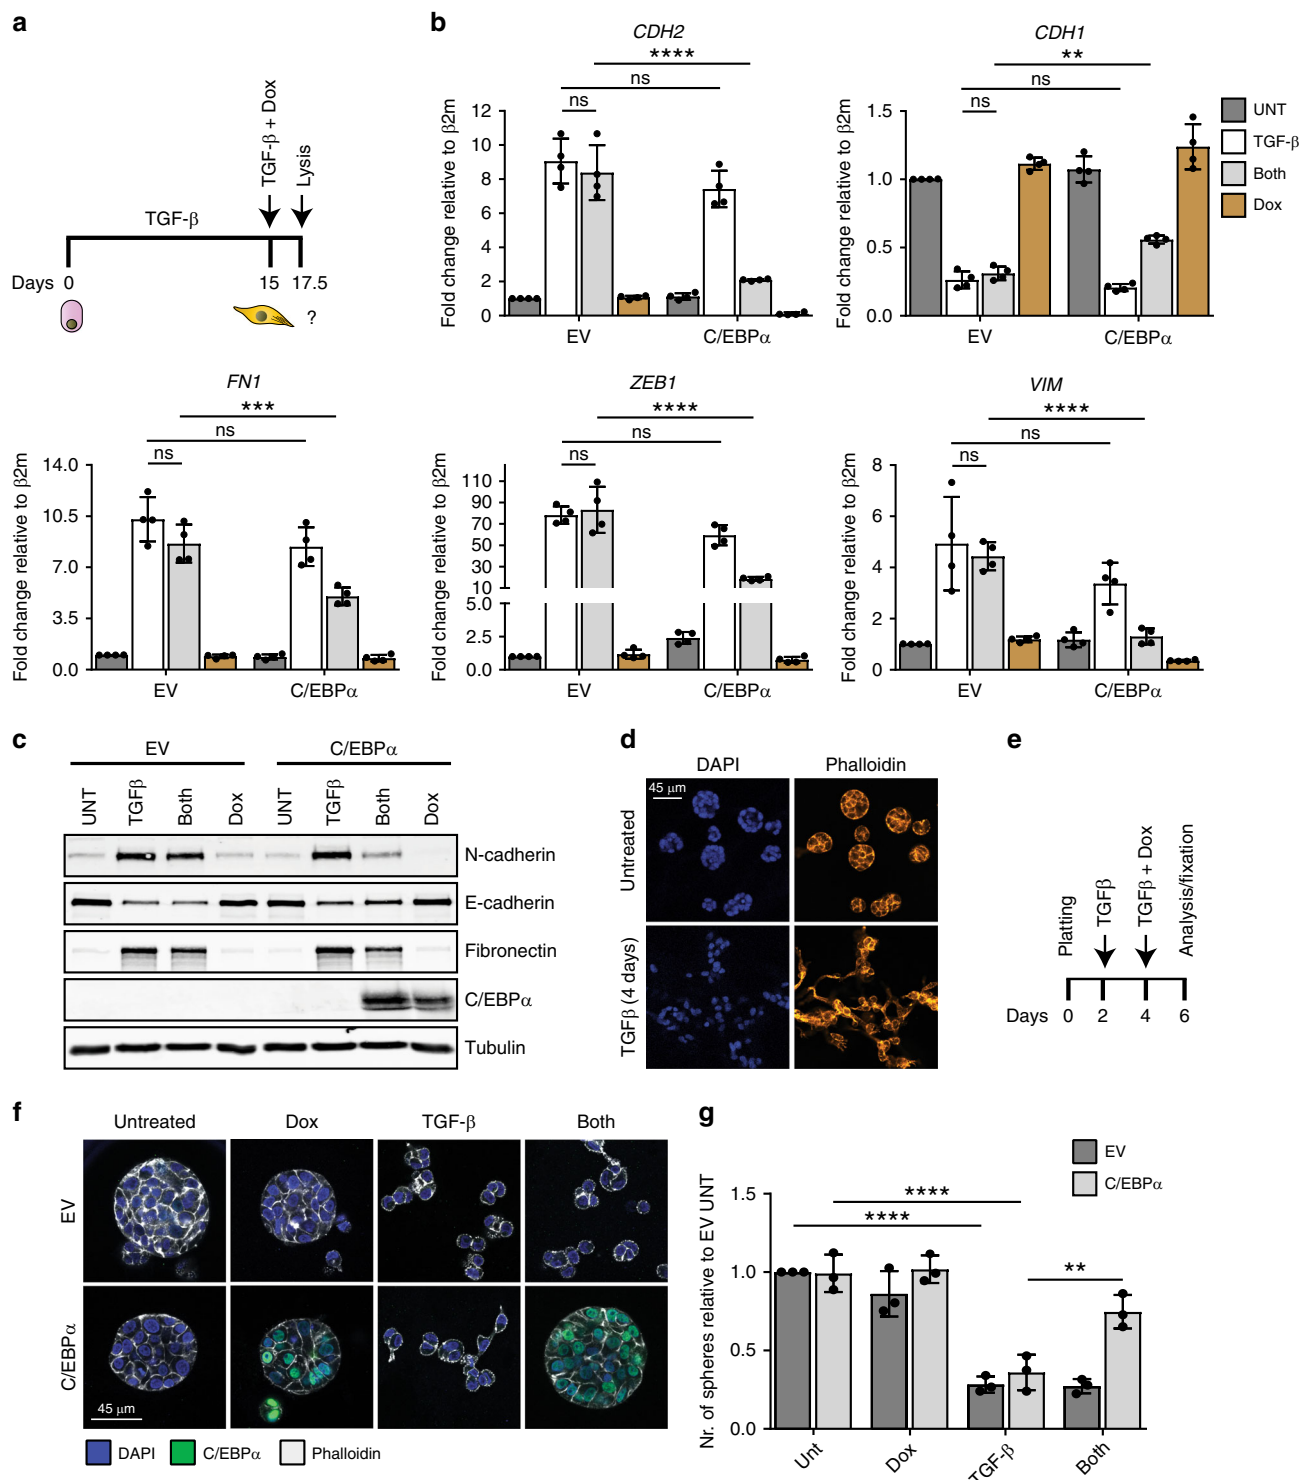 a
TGF-β + Dox
Lysis
TGF-β
Days 0 15 17.5
?
b
CDH2
****
ns
ns
Fold change relative to β2m
12
10
8
6
4
2
0
EV C/EBPα
CDH1
**
ns
ns
Fold change relative to β2m
1.5
1.0
0.5
0.0
EV C/EBPα
UNT
TGF-β
Both
Dox
FN1
***
ns
ns
Fold change relative to β2m
14.0
10.5
7.0
3.5
0.0
EV C/EBPα
ZEB1
****
ns
ns
Fold change relative to β2m
110
90
70
50
30
10
5.0
2.5
0.0
EV C/EBPα
VIM
****
ns
ns
Fold change relative to β2m
8
6
4
2
0
EV C/EBPα
c
EV C/EBPα
UNT TGFβ Both Dox UNT TGFβ Both Dox
N-cadherin
E-cadherin
Fibronectin
C/EBPα
Tubulin
d
DAPI Phalloidin
45 μm
Untreated
TGFβ (4 days)
e
Platting
TGFβ
TGFβ + Dox
Analysis/fixation
Days 0 2 4 6
f
Untreated Dox TGF-β Both
EV
C/EBPα
45 μm
DAPI C/EBPα Phalloidin
g
EV
C/EBPα
Nr. of spheres relative to EV UNT
1.5
1.0
0.5
0.0
****
****
**
Unt Dox TGF-β Both